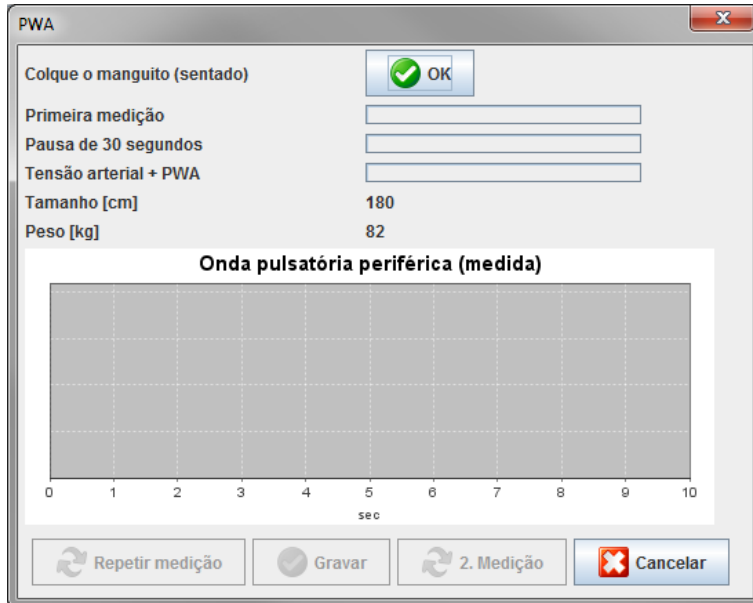 PWA
Colque o manguito (sentado) OK
Primeira medição
Pausa de 30 segundos
Tensão arterial + PWA
Tamanho [cm] 180
Peso [kg] 82
Onda pulsatória periférica (medida)
0 1 2 3 4 5 6 7 8 9 10
sec
Repetir medição Gravar 2. Medição Cancelar